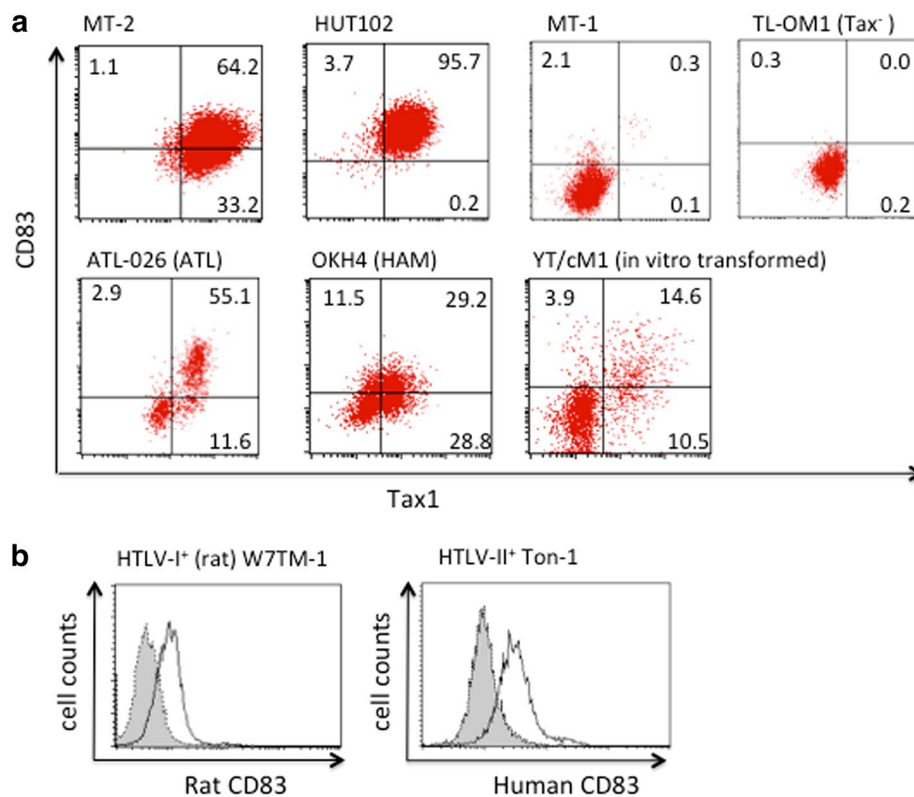 a
MT-2 HUT102 MT-1 TL-OM1 (Tax⁻ )
1.1 64.2 3.7 95.7 2.1 0.3 0.3 0.0
33.2 0.2 0.1 0.2
CD83
ATL-026 (ATL) OKH4 (HAM) YT/cM1 (in vitro transformed)
2.9 55.1 11.5 29.2 3.9 14.6
11.6 28.8 10.5
Tax1
b
HTLV-I⁺ (rat) W7TM-1 HTLV-II⁺ Ton-1
cell counts cell counts
Rat CD83 Human CD83